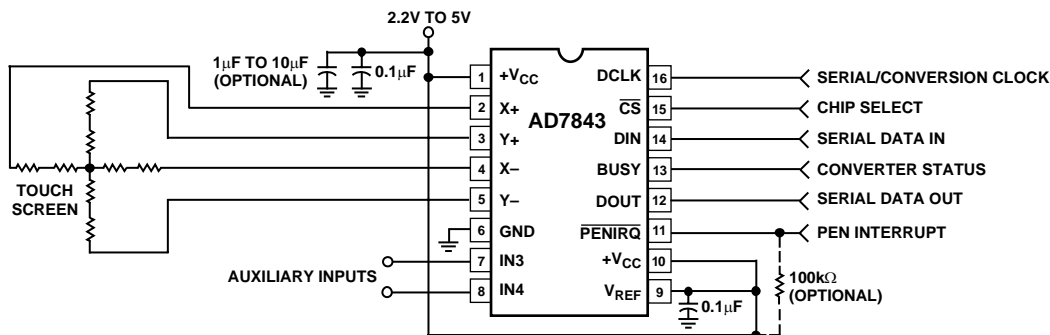 2.2V TO 5V
1μF TO 10μF
(OPTIONAL)
0.1μF
TOUCH
SCREEN
AUXILIARY INPUTS
AD7843
1 +VCC
2 X+
3 Y+
4 X–
5 Y–
6 GND
7 IN3
8 IN4
DCLK 16
CS 15
DIN 14
BUSY 13
DOUT 12
PENIRQ 11
+VCC 10
VREF 9
SERIAL/CONVERSION CLOCK
CHIP SELECT
SERIAL DATA IN
CONVERTER STATUS
SERIAL DATA OUT
PEN INTERRUPT
0.1μF
100kΩ
(OPTIONAL)